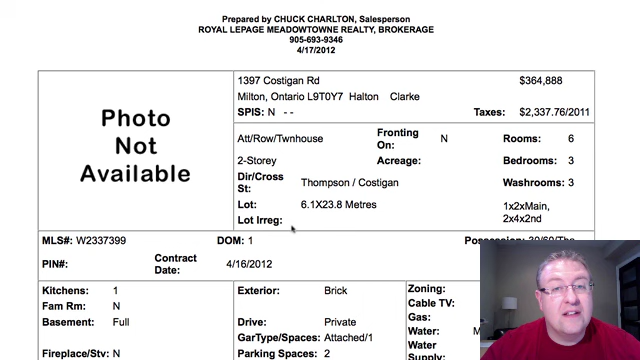 Prepared by CHUCK CHARLTON, Salesperson
ROYAL LEPAGE MEADOWTOWNE REALTY, BROKERAGE
905-693-9346
4/17/2012
Photo
Not
Available
1397 Costigan Rd $364,888
Milton, Ontario L9T0Y7 Halton Clarke
SPIS: N - - Taxes: $2,337.76/2011
Att/Row/Twnhouse Fronting On: N Rooms: 6
2-Storey Acreage: Bedrooms: 3
Dir/Cross St: Thompson / Costigan Washrooms: 3
Lot: 6.1X23.8 Metres 1x2xMain,
Lot Irreg: 2x4x2nd
MLS#: W2337399 DOM: 1 Possession: 30/60/Tba
PIN#: Contract Date: 4/16/2012
Kitchens: 1 Exterior: Brick Zoning:
Fam Rm: N Cable TV:
Basement: Full Drive: Private Gas:
GarType/Spaces: Attached/1 Water: M
Fireplace/Stv: N Parking Spaces: 2 Water Supply: